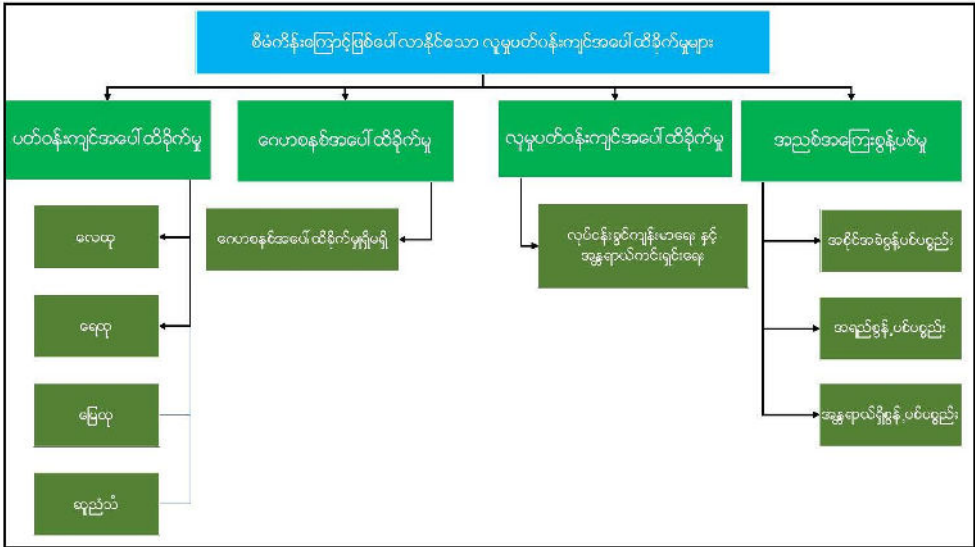 စီမံကိန်းကြောင့်ဖြစ်ပေါ်လာနိုင်သော လူမှုပတ်ဝန်းကျင်အပေါ်ထိခိုက်မှုများ
ပတ်ဝန်းကျင်အပေါ်ထိခိုက်မှု
ဂေဟစနစ်အပေါ်ထိခိုက်မှု
လူမှုပတ်ဝန်းကျင်အပေါ်ထိခိုက်မှု
အညစ်အကြေးစွန့်ပစ်မှု
လေထု
ရေထု
မြေထု
ဆူညံသံ
ဂေဟစနစ်အပေါ်ထိခိုက်မှုရှိမရှိ
လုပ်ငန်းခွင်ကျန်းမာရေး နှင့်
အန္တရာယ်ကင်းရှင်းရေး
အစိုင်အခဲစွန့်ပစ်ပစ္စည်း
အရည်စွန့်ပစ်ပစ္စည်း
အန္တရာယ်ရှိစွန့်ပစ်ပစ္စည်း